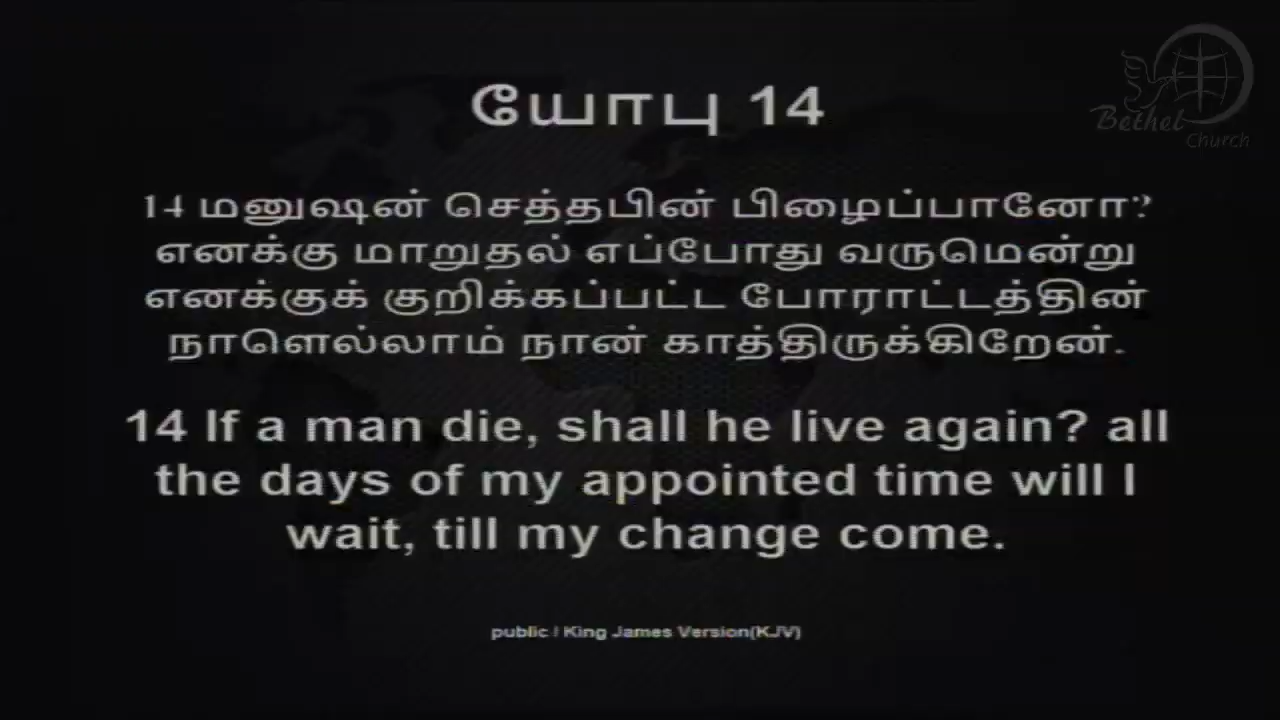 Bethel
Church
யோபு 14
14 மனுஷன் செத்தபின் பிழைப்பானோ?
எனக்கு மாறுதல் எப்போது வருமென்று
எனக்குக் குறிக்கப்பட்ட போராட்டத்தின்
நாளெல்லாம் நான் காத்திருக்கிறேன்.
14 If a man die, shall he live again? all
the days of my appointed time will I
wait, till my change come.
public / King James Version(KJV)